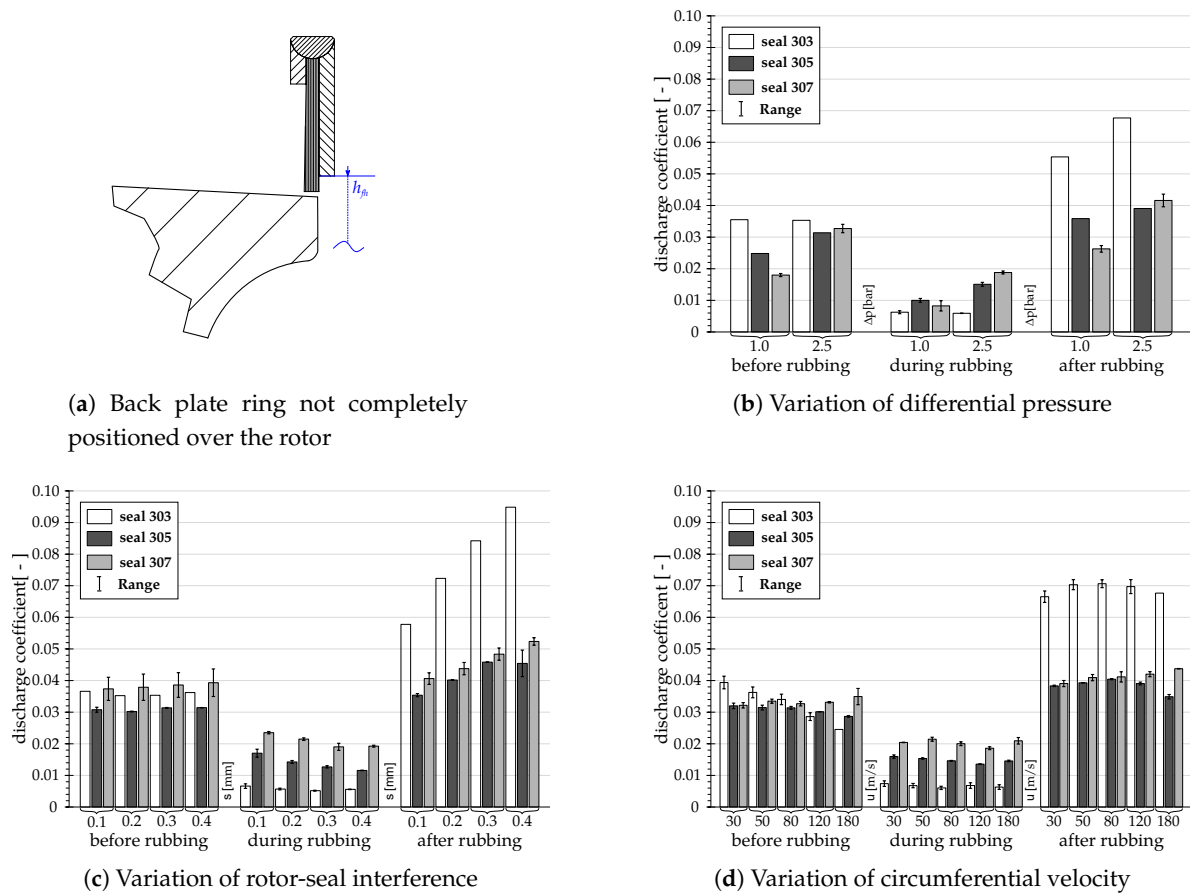 h_fh
(a) Back plate ring not completely
positioned over the rotor
0.10
0.09
0.08
0.07
0.06
0.05
0.04
0.03
0.02
0.01
0
discharge coefficient [ - ]
seal 303
seal 305
seal 307
Range
Δp[bar]
Δp[bar]
1.0 2.5 1.0 2.5 1.0 2.5
before rubbing during rubbing after rubbing
(b) Variation of differential pressure
0.10
0.09
0.08
0.07
0.06
0.05
0.04
0.03
0.02
0.01
0
discharge coefficient[ - ]
seal 303
seal 305
seal 307
Range
s [mm]
s [mm]
0.1 0.2 0.3 0.4 0.1 0.2 0.3 0.4 0.1 0.2 0.3 0.4
before rubbing during rubbing after rubbing
(c) Variation of rotor-seal interference
0.10
0.09
0.08
0.07
0.06
0.05
0.04
0.03
0.02
0.01
0
discharge coefficent [ - ]
seal 303
seal 305
seal 307
Range
u [m/s]
u [m/s]
30 50 80 120 180 30 50 80 120 180 30 50 80 120 180
before rubbing during rubbing after rubbing
(d) Variation of circumferential velocity